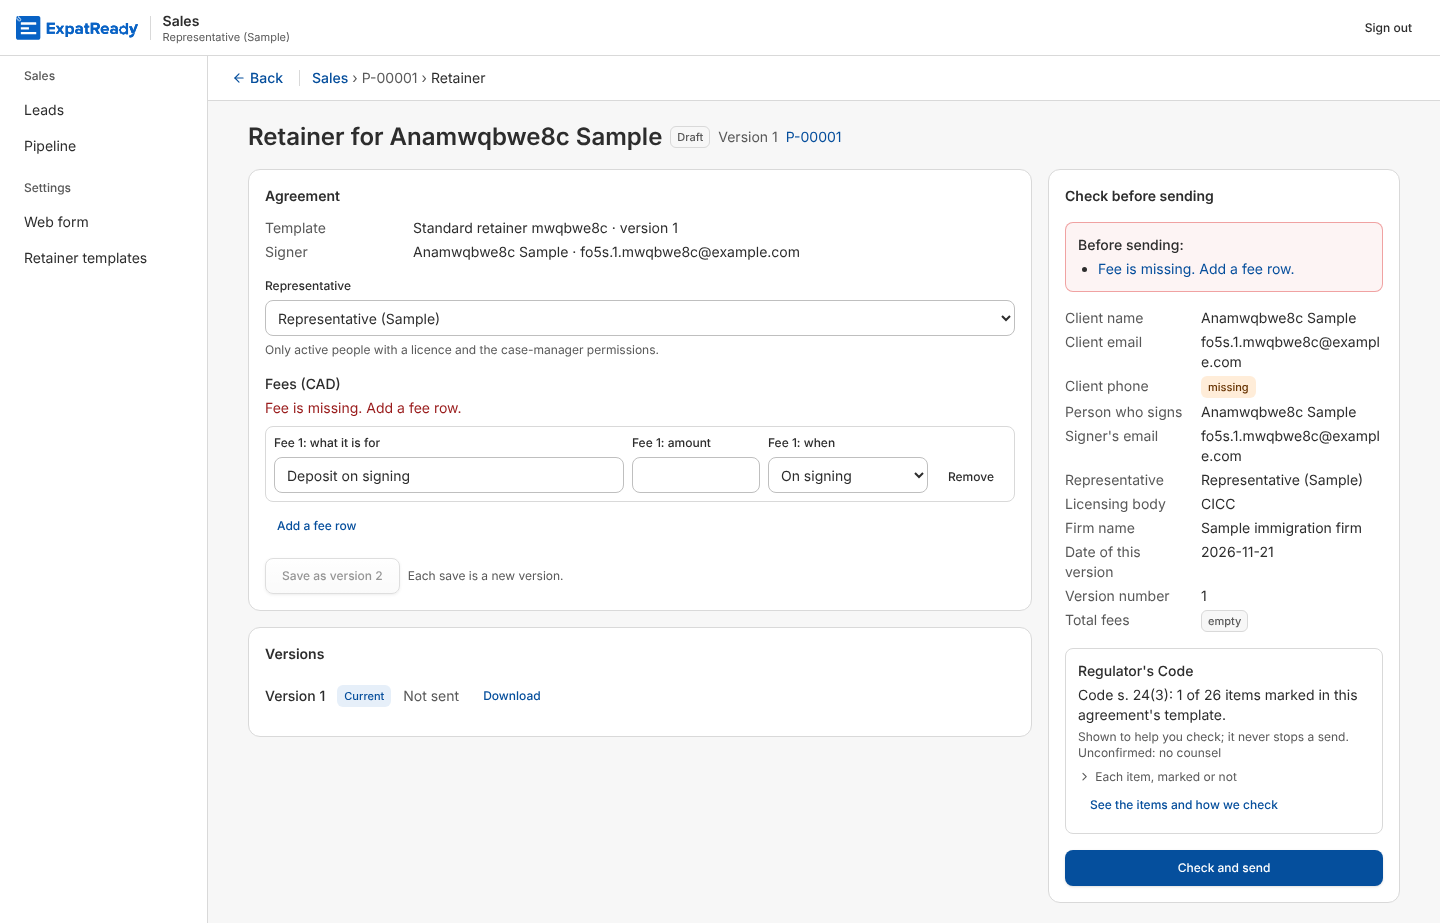 ExpatReady
Sales
Representative (Sample)
Sign out
Sales
Leads
Pipeline
Settings
Web form
Retainer templates
← Back
Sales › P-00001 › Retainer
Retainer for Anamwqbwe8c Sample
Draft
Version 1
P-00001
Agreement
Template
Standard retainer mwqbwe8c · version 1
Signer
Anamwqbwe8c Sample · fo5s.1.mwqbwe8c@example.com
Representative
Representative (Sample)
Only active people with a licence and the case-manager permissions.
Fees (CAD)
Fee is missing. Add a fee row.
Fee 1: what it is for
Fee 1: amount
Fee 1: when
Deposit on signing
On signing
Remove
Add a fee row
Save as version 2
Each save is a new version.
Versions
Version 1
Current
Not sent
Download
Check before sending
Before sending:
• Fee is missing. Add a fee row.
Client name
Anamwqbwe8c Sample
Client email
fo5s.1.mwqbwe8c@exampl
e.com
Client phone
missing
Person who signs
Anamwqbwe8c Sample
Signer's email
fo5s.1.mwqbwe8c@exampl
e.com
Representative
Representative (Sample)
Licensing body
CICC
Firm name
Sample immigration firm
Date of this
version
2026-11-21
Version number
1
Total fees
empty
Regulator's Code
Code s. 24(3): 1 of 26 items marked in this
agreement's template.
Shown to help you check; it never stops a send.
Unconfirmed: no counsel
Each item, marked or not
See the items and how we check
Check and send